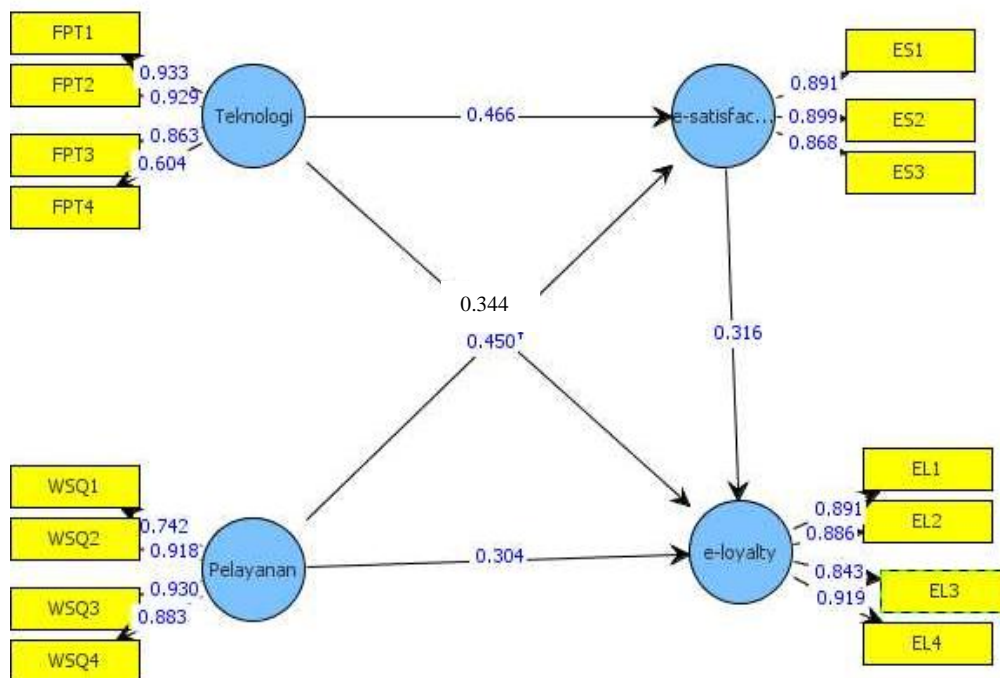 FPT1
0.933
FPT2
0.929
FPT3
0.863
0.604
FPT4
Teknologi
0.466
e-satisfac...
0.891
ES1
0.899
ES2
0.868
ES3
0.344
0.450
0.316
WSQ1
0.742
WSQ2
0.918
WSQ3
0.930
0.883
WSQ4
Pelayanan
0.304
e-loyalty
0.891
EL1
0.886
EL2
0.843
EL3
0.919
EL4